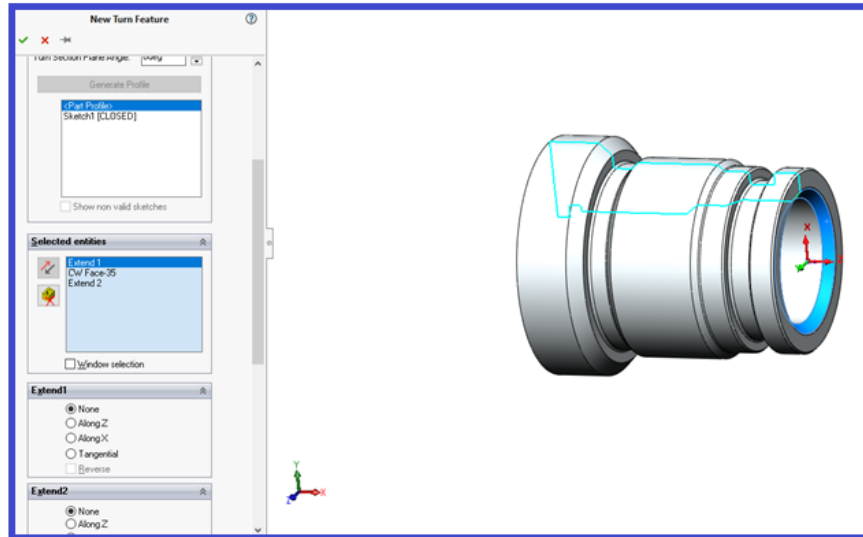 New Turn Feature
Turn Section Plane Angle:
Generate Profile
<Part Profile>
Sketch1 [CLOSED]
Show non valid sketches
Selected entities
Extend 1
CW Face-35
Extend 2
Window selection
Extend1
None
Along Z
Along X
Tangential
Reverse
Extend2
None
Along Z
X
Y
Y
X
Z